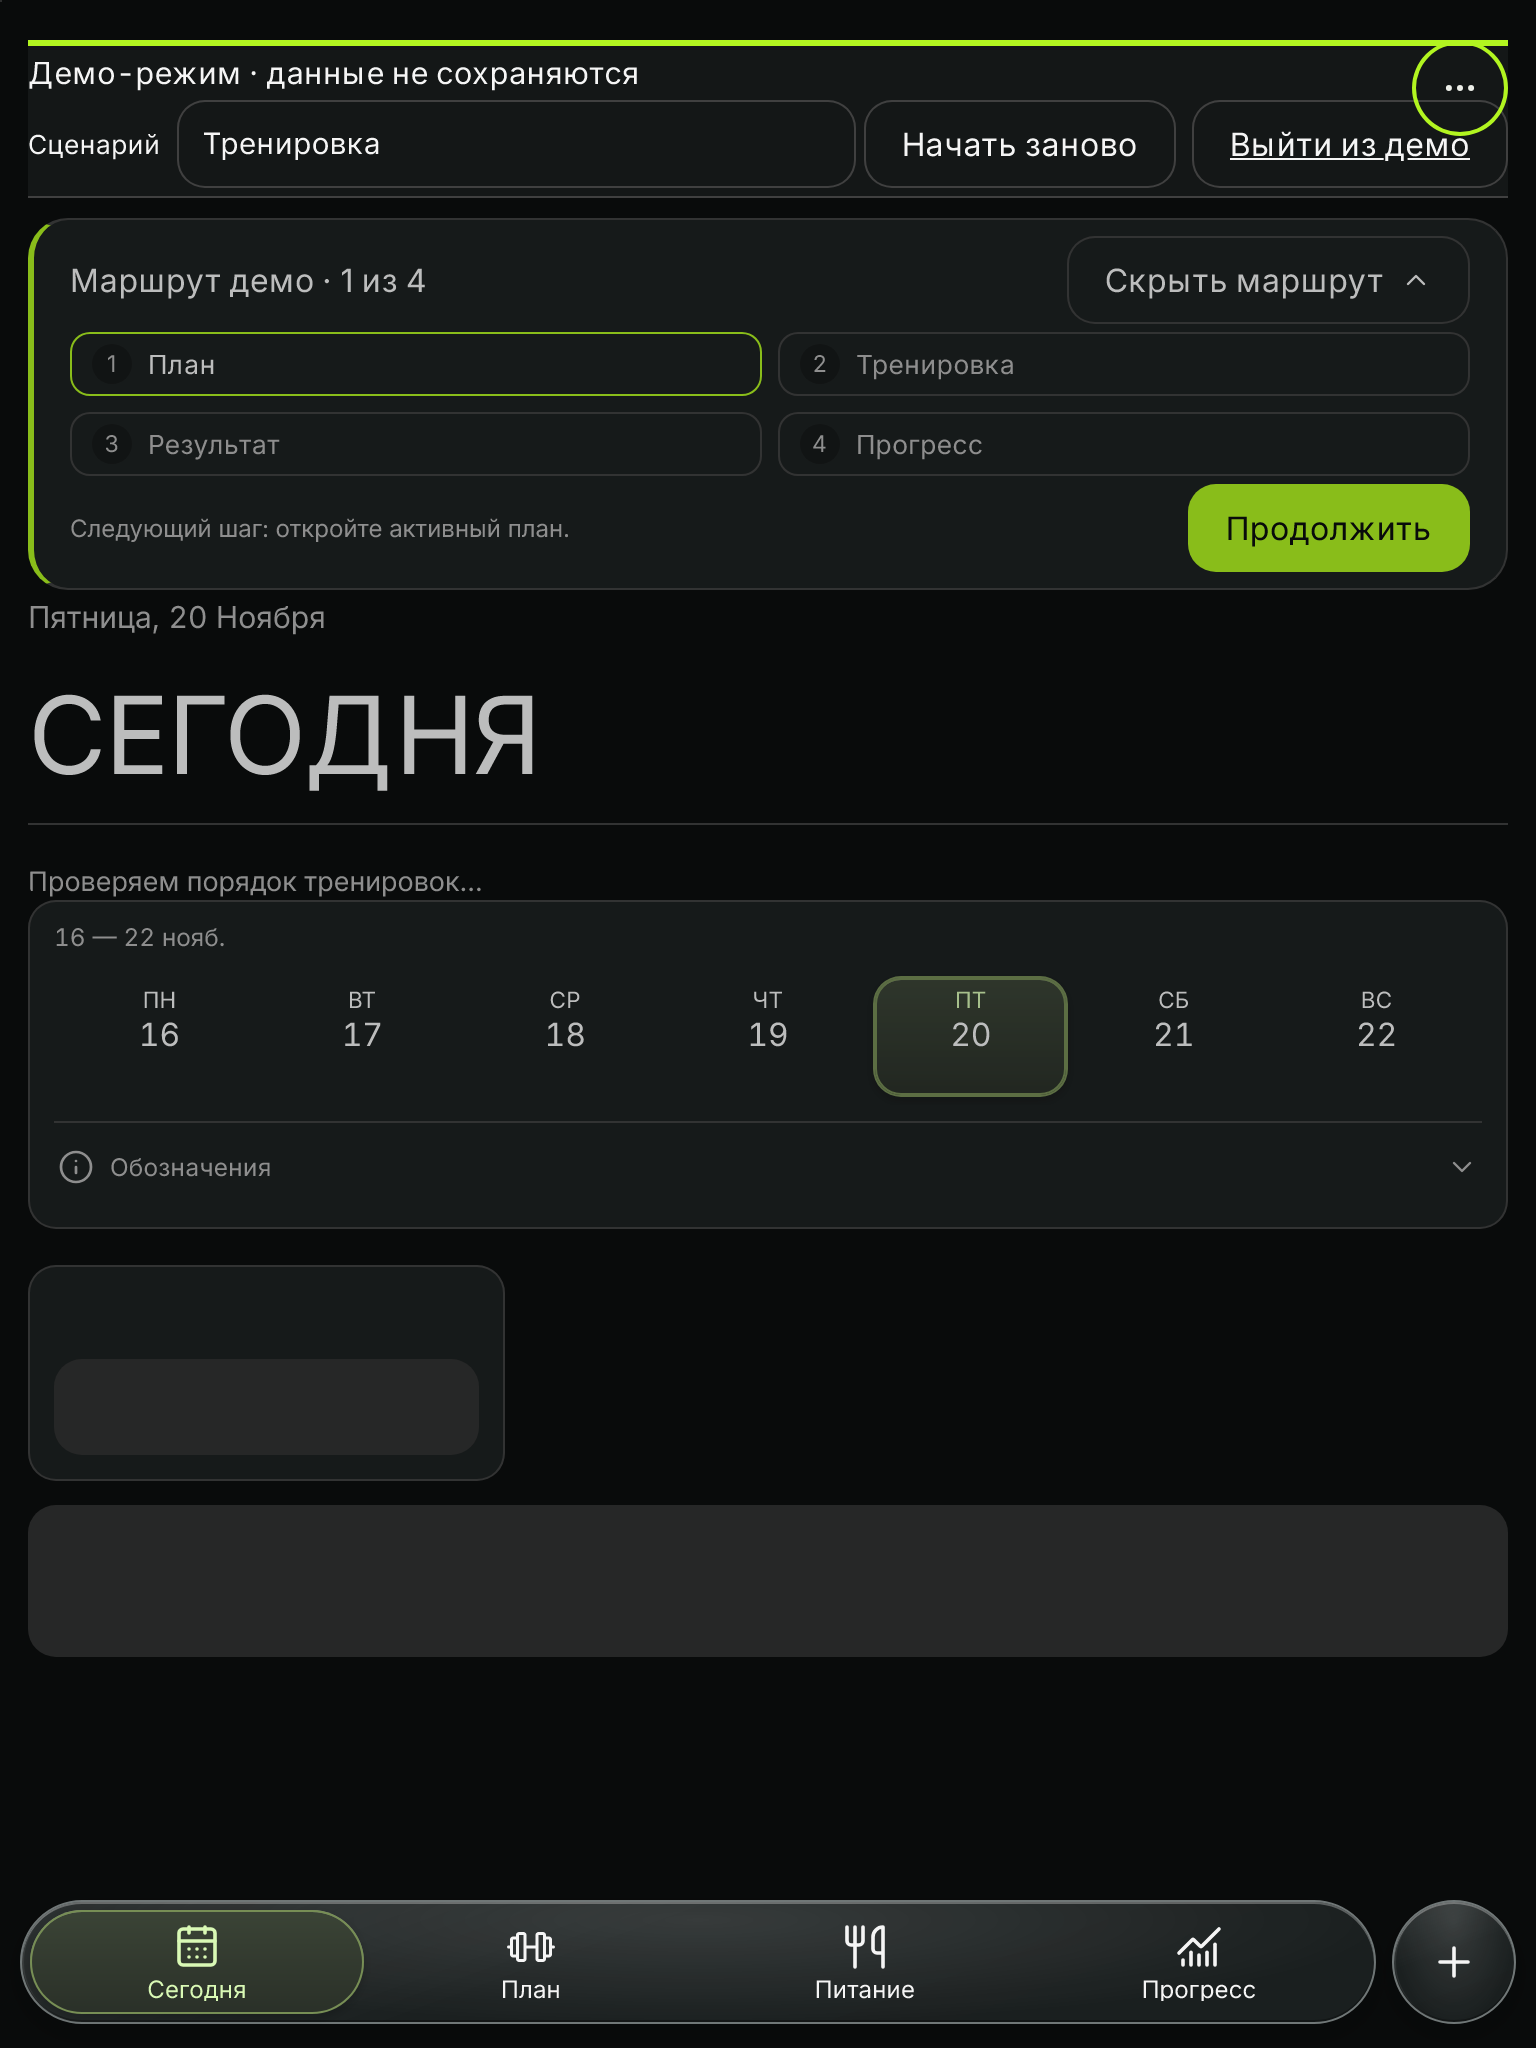 Демо-режим · данные не сохраняются
Сценарий Тренировка Начать заново Выйти из демо
Маршрут демо · 1 из 4 Скрыть маршрут
1 План 2 Тренировка
3 Результат 4 Прогресс
Следующий шаг: откройте активный план. Продолжить
Пятница, 20 Ноября
СЕГОДНЯ
Проверяем порядок тренировок...
16 — 22 нояб.
ПН ВТ СР ЧТ ПТ СБ ВС
16 17 18 19 20 21 22
Обозначения
Сегодня План Питание Прогресс